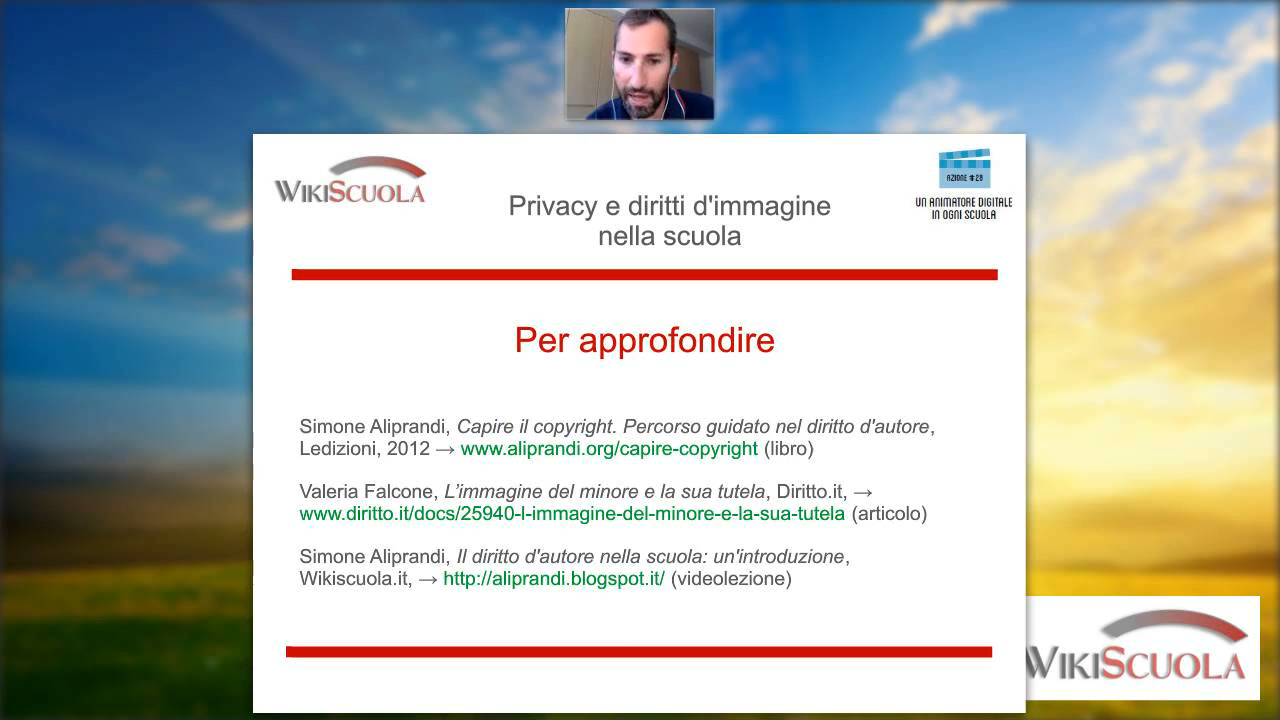 WIKISCUOLA
AZIONE #28
UN ANIMATORE DIGITALE
IN OGNI SCUOLA
Privacy e diritti d'immagine
nella scuola
Per approfondire
Simone Aliprandi, Capire il copyright. Percorso guidato nel diritto d'autore,
Ledizioni, 2012 → www.aliprandi.org/capire-copyright (libro)
Valeria Falcone, L’immagine del minore e la sua tutela, Diritto.it, →
www.diritto.it/docs/25940-l-immagine-del-minore-e-la-sua-tutela (articolo)
Simone Aliprandi, Il diritto d'autore nella scuola: un'introduzione,
Wikiscuola.it, → http://aliprandi.blogspot.it/ (videolezione)
WIKISCUOLA